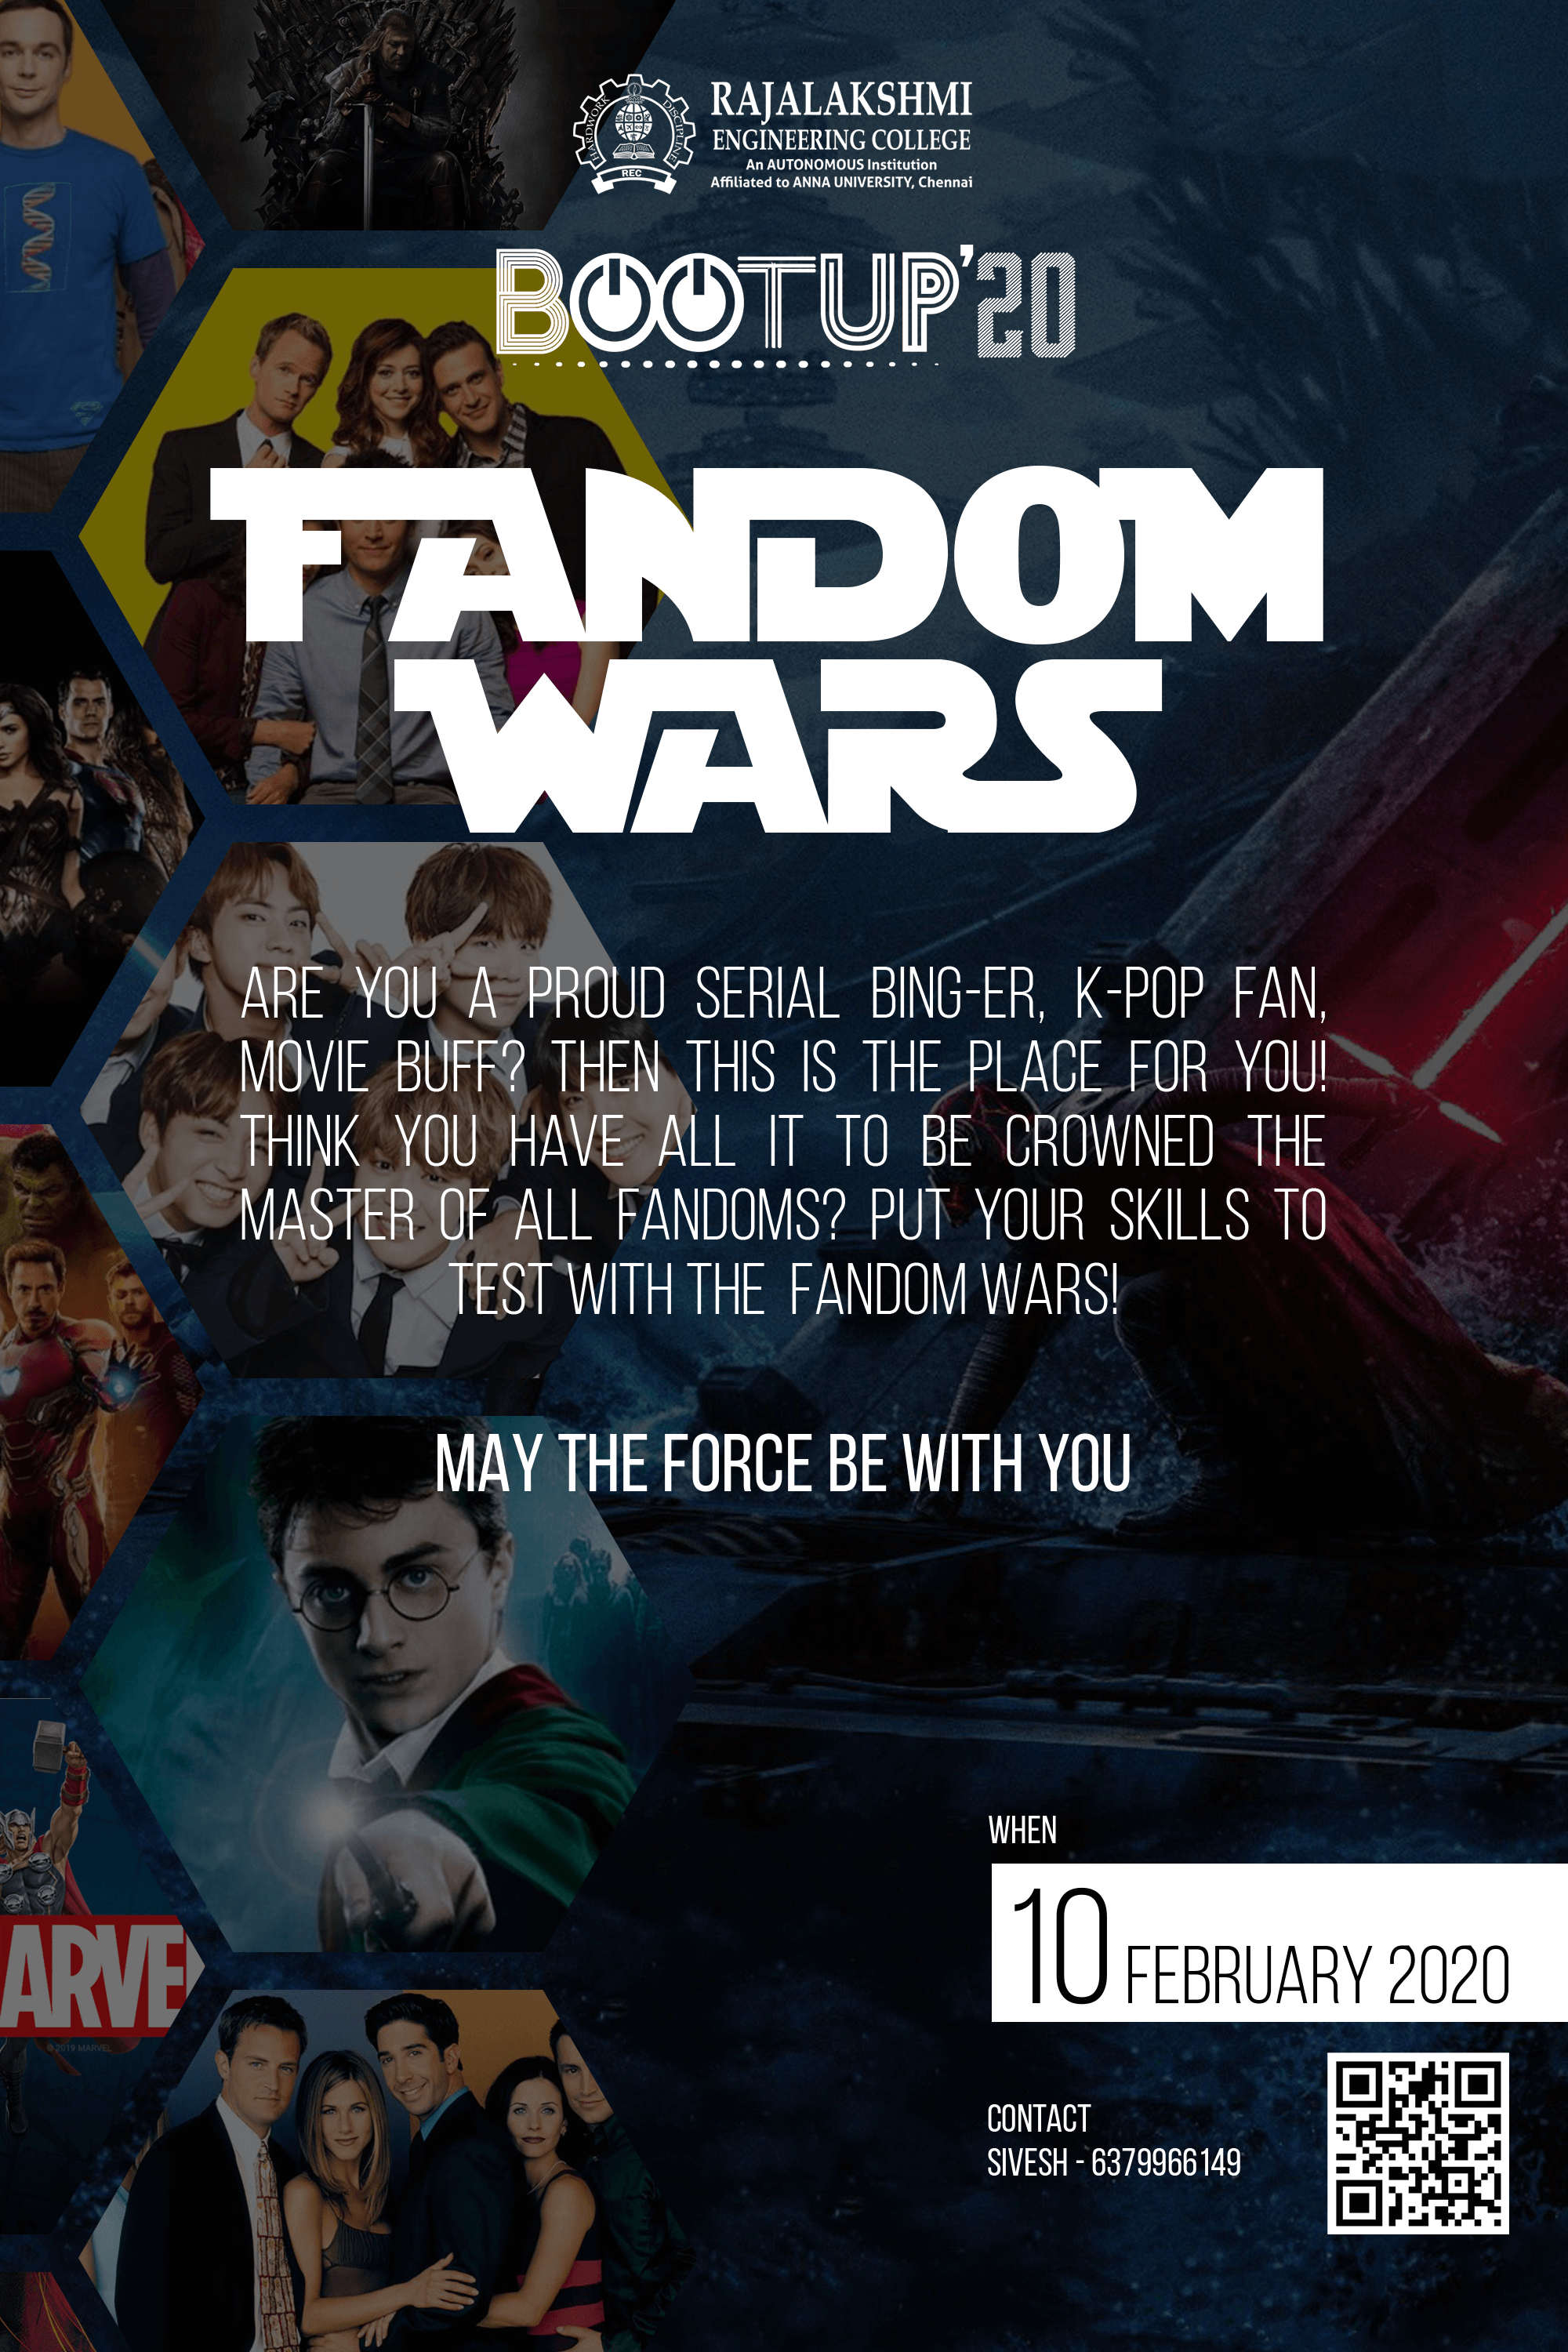 RAJALAKSHMI
ENGINEERING COLLEGE
An AUTONOMOUS Institution
Affiliated to ANNA UNIVERSITY, Chennai
HARDWORK
DISCIPLINE
REC
BOOTUP'20
FANDOM
WARS
ARE YOU A PROUD SERIAL BING-ER, K-POP FAN,
MOVIE BUFF? THEN THIS IS THE PLACE FOR YOU!
THINK YOU HAVE ALL IT TO BE CROWNED THE
MASTER OF ALL FANDOMS? PUT YOUR SKILLS TO
TEST WITH THE FANDOM WARS!
MAY THE FORCE BE WITH YOU
ARVE
© 2019 MARVEL
WHEN
10 FEBRUARY 2020
CONTACT
SIVESH - 6379966149